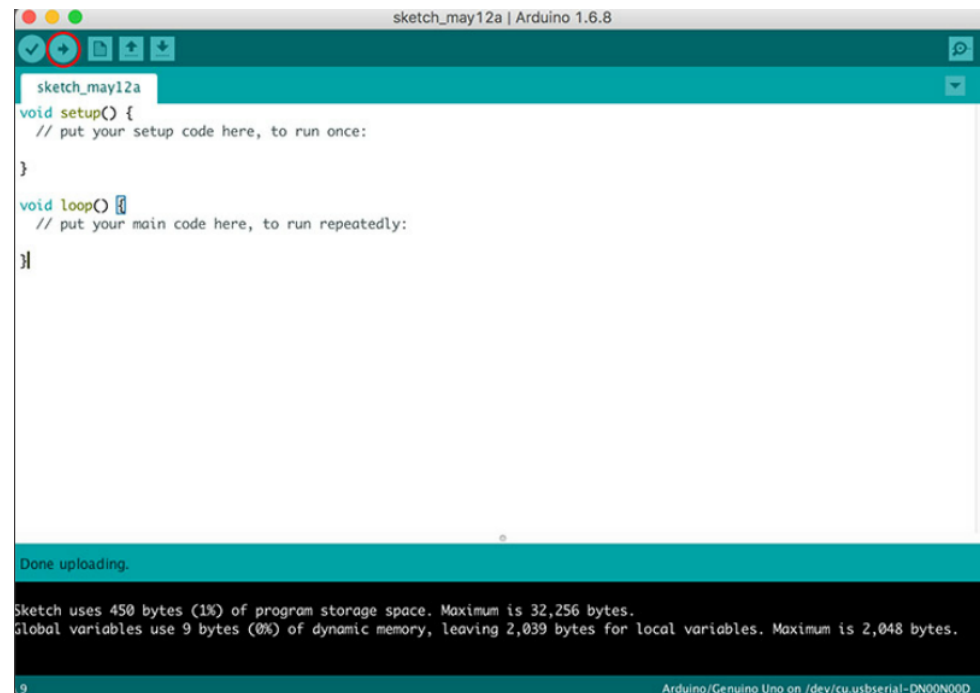 sketch_may12a | Arduino 1.6.8
sketch_may12a
void setup() {
// put your setup code here, to run once:
}
void loop() {
// put your main code here, to run repeatedly:
}
Done uploading.
Sketch uses 450 bytes (1%) of program storage space. Maximum is 32,256 bytes.
Global variables use 9 bytes (0%) of dynamic memory, leaving 2,039 bytes for local variables. Maximum is 2,048 bytes.
9 Arduino/Genuino Uno on /dev/cu.usbserial-DN00N00D